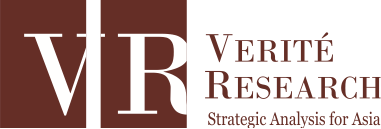 VR
VERITÉ
RESEARCH
Strategic Analysis for Asia